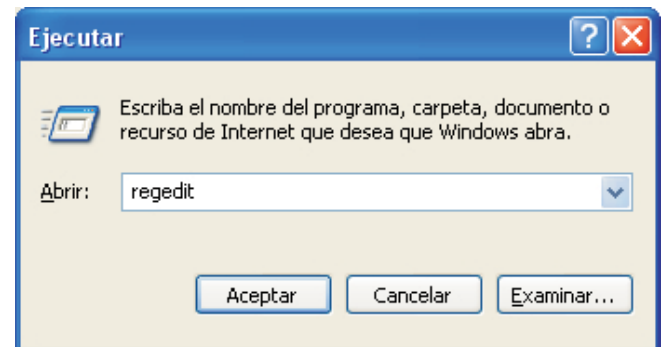 Ejecutar
Escriba el nombre del programa, carpeta, documento o
recurso de Internet que desea que Windows abra.
Abrir: regedit
Aceptar Cancelar Examinar...